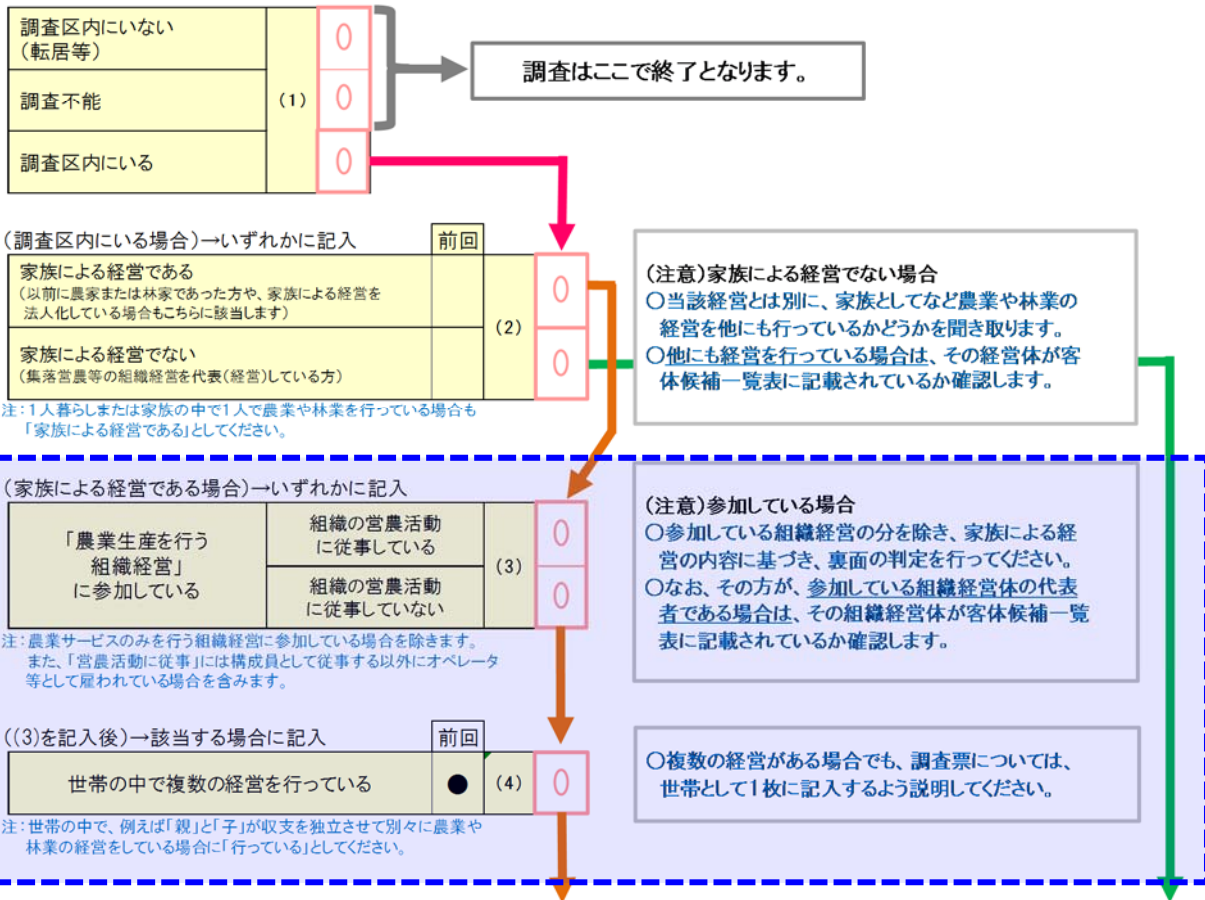 調査区内にいない
(転居等)
調査不能
(1)
調査区内にいる
0
0
0
調査はここで終了となります。
(調査区内にいる場合)→いずれかに記入
前回
家族による経営である
(以前に農家または林家であった方や、家族による経営を
法人化している場合もこちらに該当します)
家族による経営でない
(集落営農等の組織経営を代表(経営)している方)
(2)
0
0
注:1人暮らしまたは家族の中で1人で農業や林業を行っている場合も
「家族による経営である」としてください。
(注意)家族による経営でない場合
○当該経営とは別に、家族としてなど農業や林業の
経営を他にも行っているかどうかを聞き取ります。
○他にも経営を行っている場合は、その経営体が客
体候補一覧表に記載されているか確認します。
(家族による経営である場合)→いずれかに記入
「農業生産を行う
組織経営」
に参加している
組織の営農活動
に従事している
組織の営農活動
に従事していない
(3)
0
0
注:農業サービスのみを行う組織経営に参加している場合を除きます。
また、「営農活動に従事」には構成員として従事する以外にオペレータ
等として雇われている場合を含みます。
(注意)参加している場合
○参加している組織経営の分を除き、家族による経
営の内容に基づき、裏面の判定を行ってください。
○なお、その方が、参加している組織経営体の代表
者である場合は、その組織経営体が客体候補一覧
表に記載されているか確認します。
((3)を記入後)→該当する場合に記入
前回
世帯の中で複数の経営を行っている
●
(4)
0
注:世帯の中で、例えば「親」と「子」が収支を独立させて別々に農業や
林業の経営をしている場合に「行っている」としてください。
○複数の経営がある場合でも、調査票については、
世帯として1枚に記入するよう説明してください。